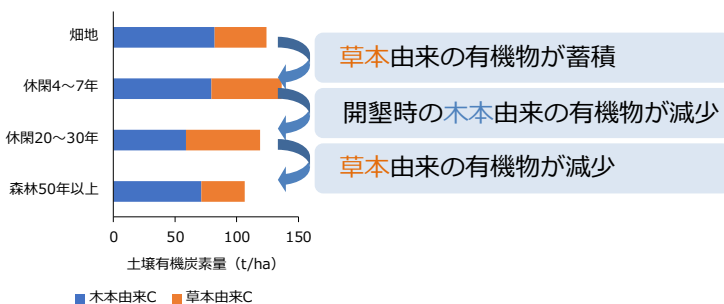 畑地
休閑4～7年
休閑20～30年
森林50年以上
0 50 100 150
土壌有機炭素量（t/ha）
木本由来C 草本由来C
草本由来の有機物が蓄積
開墾時の木本由来の有機物が減少
草本由来の有機物が減少